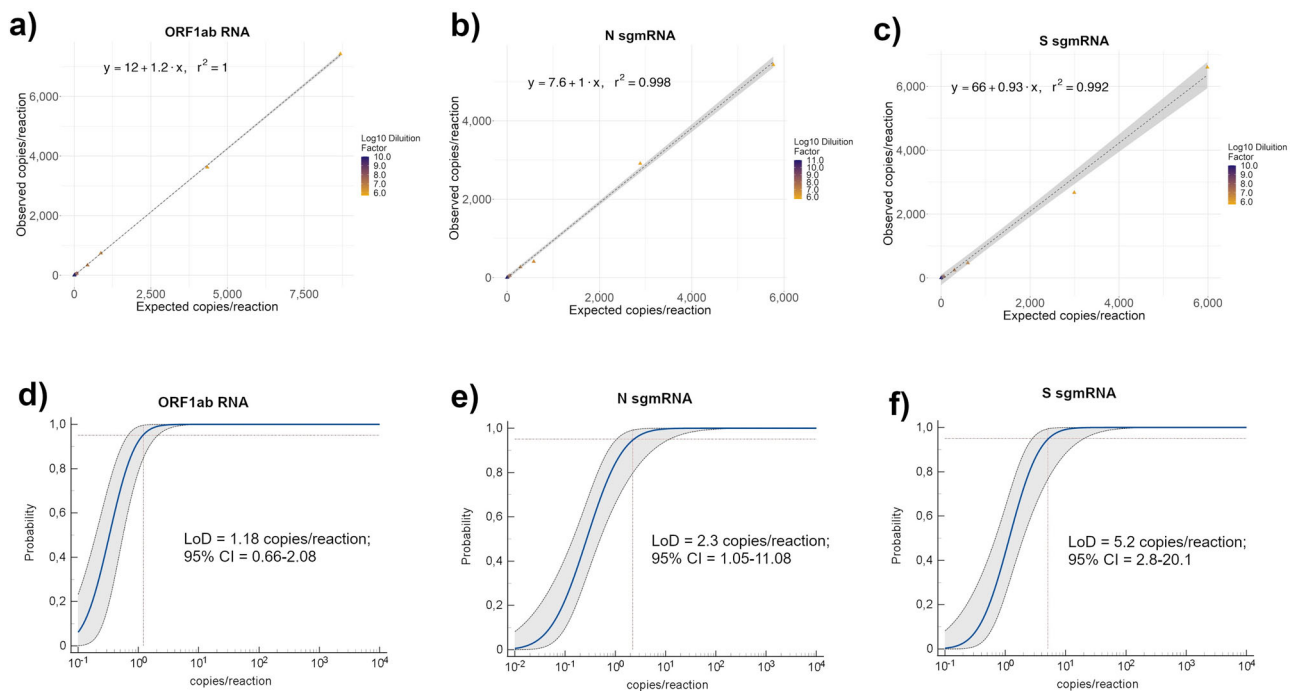 a)
ORF1ab RNA
y = 12 + 1.2 · x, r² = 1
Observed copies/reaction
6,000
4,000
2,000
0
0
2,500
5,000
7,500
Expected copies/reaction
Log10 Diluition
Factor
10.0
9.0
8.0
7.0
6.0
b)
N sgmRNA
y = 7.6 + 1 · x, r² = 0.998
Observed copies/reaction
4,000
2,000
0
0
2,000
4,000
6,000
Expected copies/reaction
Log10 Diluition
Factor
11.0
10.0
9.0
8.0
7.0
6.0
c)
S sgmRNA
y = 66 + 0.93 · x, r² = 0.992
Observed copies/reaction
6,000
4,000
2,000
0
0
2,000
4,000
6,000
Expected copies/reaction
Log10 Diluition
Factor
10.0
9.0
8.0
7.0
6.0
d)
ORF1ab RNA
Probability
1,0
0,8
0,6
0,4
0,2
0
LoD = 1.18 copies/reaction;
95% CI = 0.66-2.08
10⁻¹
10⁰
10¹
10²
10³
10⁴
copies/reaction
e)
N sgmRNA
Probability
1,0
0,8
0,6
0,4
0,2
0
LoD = 2.3 copies/reaction;
95% CI = 1.05-11.08
10⁻²
10⁻¹
10⁰
10¹
10²
10³
10⁴
copies/reaction
f)
S sgmRNA
Probability
1,0
0,8
0,6
0,4
0,2
0
LoD = 5.2 copies/reaction;
95% CI = 2.8-20.1
10⁻¹
10⁰
10¹
10²
10³
10⁴
copies/reaction